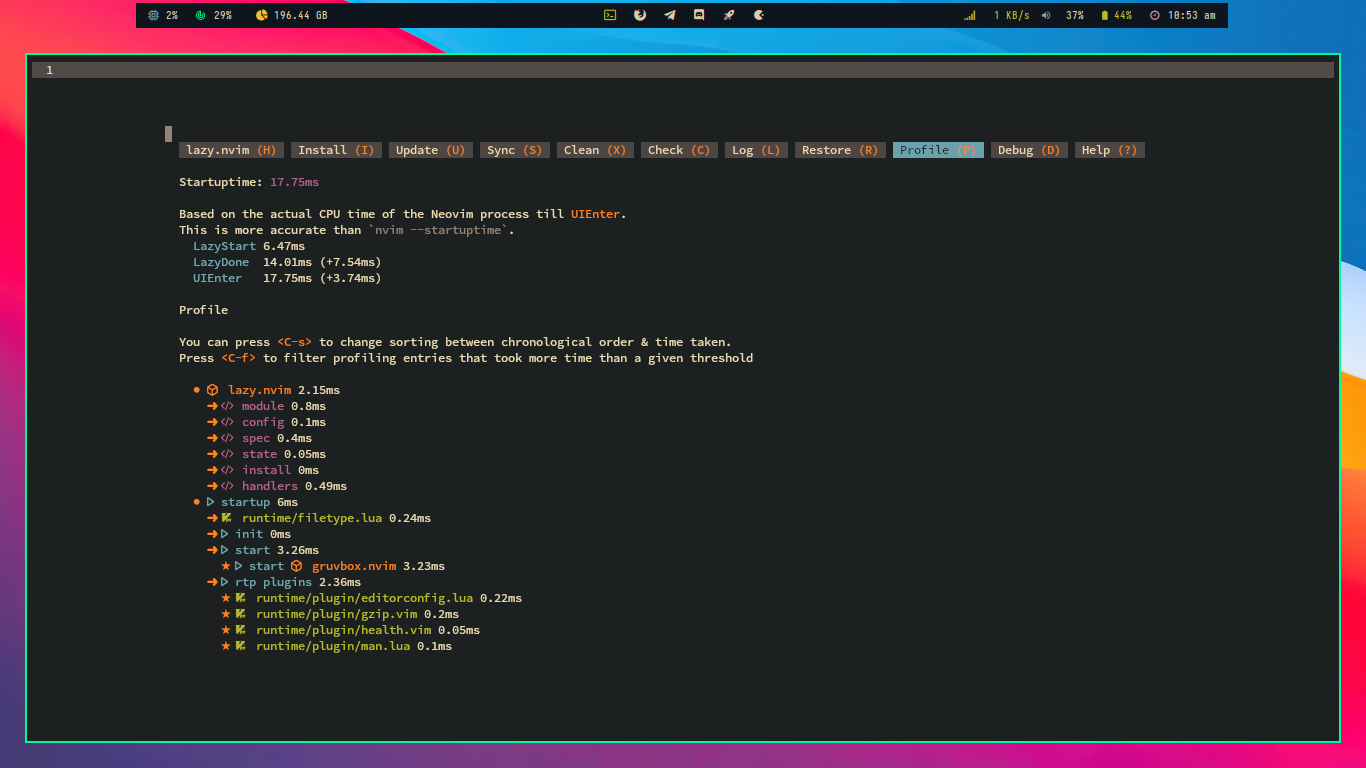 2% 29% 196.44 GB 1 KB/s 37% 44% 10:53 am
1
lazy.nvim (H) Install (I) Update (U) Sync (S) Clean (X) Check (C) Log (L) Restore (R) Profile (P) Debug (D) Help (?)
Startuptime: 17.75ms
Based on the actual CPU time of the Neovim process till UIEnter.
This is more accurate than `nvim --startuptime`.
LazyStart 6.47ms
LazyDone 14.01ms (+7.54ms)
UIEnter 17.75ms (+3.74ms)
Profile
You can press <C-s> to change sorting between chronological order & time taken.
Press <C-f> to filter profiling entries that took more time than a given threshold
● lazy.nvim 2.15ms
➜ </> module 0.8ms
➜ </> config 0.1ms
➜ </> spec 0.4ms
➜ </> state 0.05ms
➜ </> install 0ms
➜ </> handlers 0.49ms
● startup 6ms
➜ runtime/filetype.lua 0.24ms
➜ init 0ms
➜ start 3.26ms
★ start gruvbox.nvim 3.23ms
➜ rtp plugins 2.36ms
★ runtime/plugin/editorconfig.lua 0.22ms
★ runtime/plugin/gzip.vim 0.2ms
★ runtime/plugin/health.vim 0.05ms
★ runtime/plugin/man.lua 0.1ms